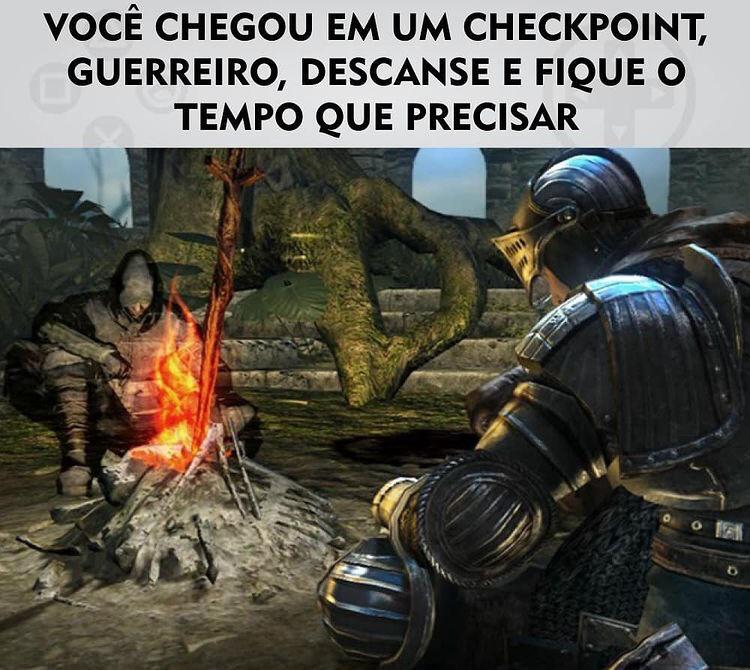 VOCÊ CHEGOU EM UM CHECKPOINT,
GUERREIRO, DESCANSE E FIQUE O
TEMPO QUE PRECISAR